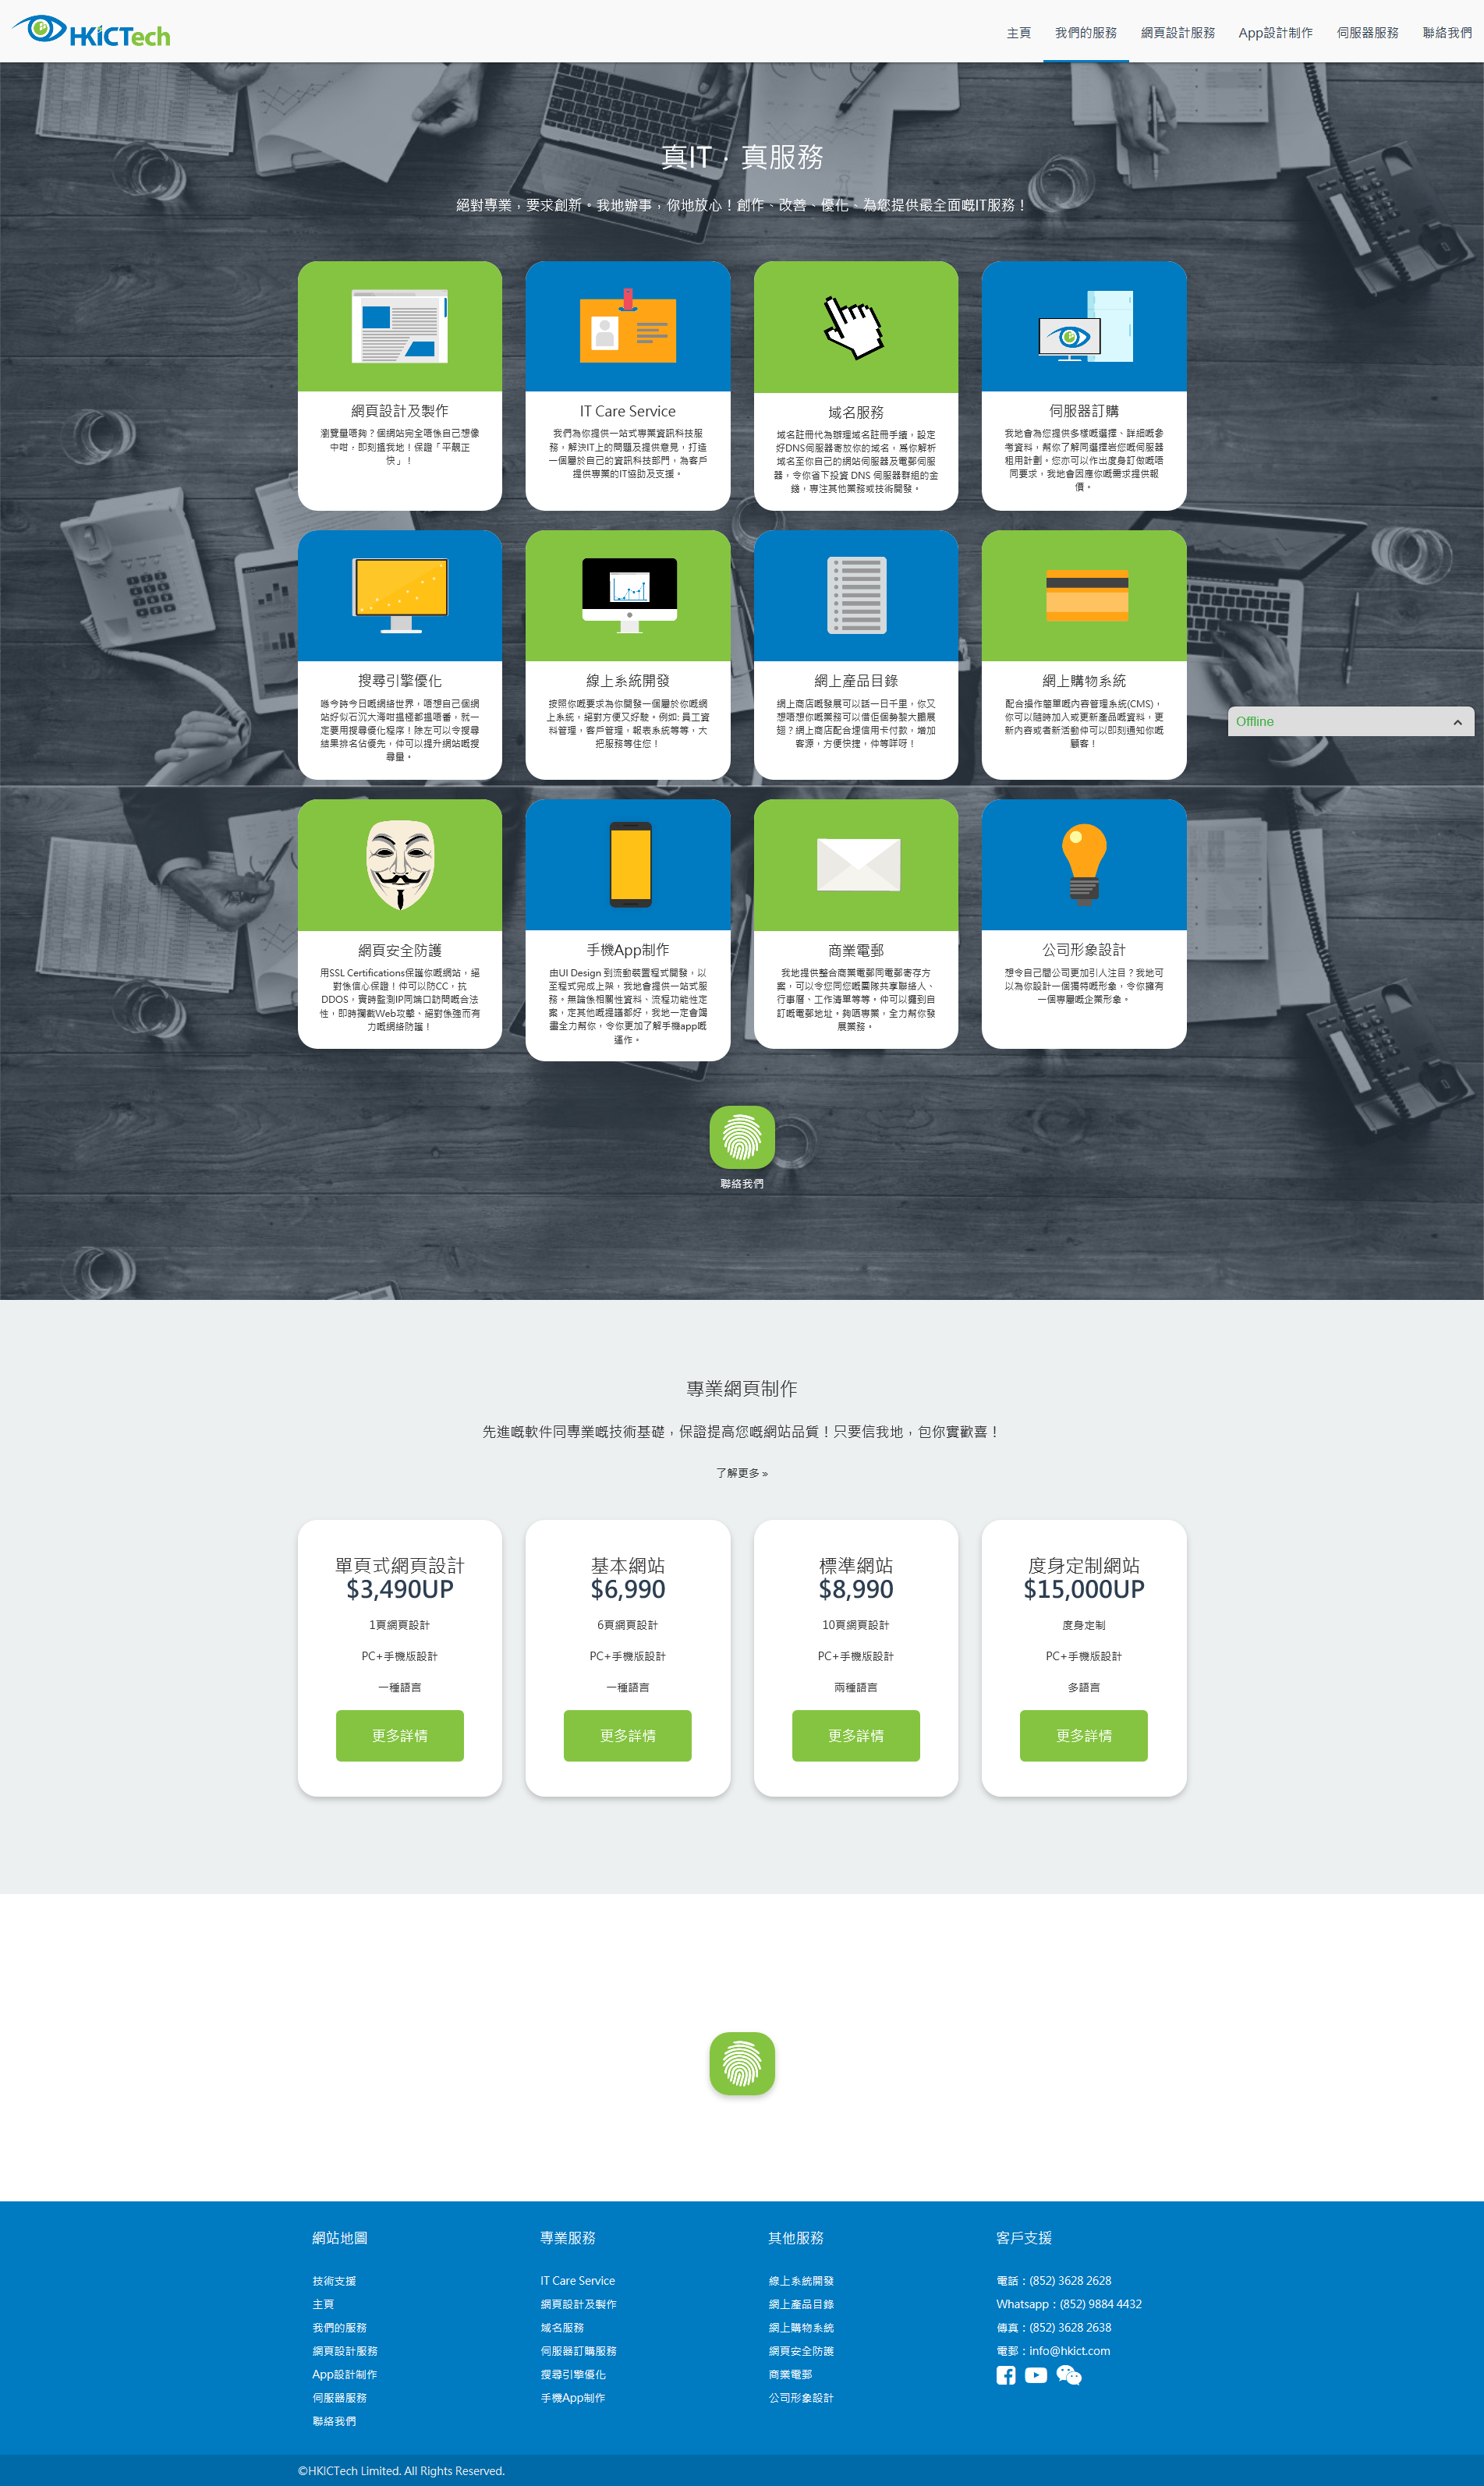 HKICTech
主頁 我們的服務 網頁設計服務 App設計制作 伺服器服務 聯絡我們
真IT · 真服務
絕對專業，要求創新。我地辦事，你地放心！創作、改善、優化、為您提供最全面嘅IT服務！
網頁設計及製作
瀏覽量唔夠？個網站完全唔係自己想像
中咁，即刻搵我地！保證「平靚正
快」！
IT Care Service
我們為你提供一站式專業資訊科技服
務，解決IT上的問題及提供意見，打造
一個屬於自己的資訊科技部門，為客戶
提供專業的IT協助及支援。
域名服務
域名註冊代為辦理域名註冊手續，設定
好DNS伺服器寄放你的域名，爲你解析
域名至你自己的網站伺服器及電郵伺服
器，令你省下投資 DNS 伺服器群組的金
錢，專注其他業務或技術開發。
伺服器訂購
我地會為您提供多樣嘅選擇、詳細嘅參
考資料，幫你了解同選擇岩您嘅伺服器
租用計劃。您亦可以作出度身訂做嘅唔
同要求，我地會因應你嘅需求提供報
價。
搜尋引擎優化
喺今時今日嘅網絡世界，唔想自己個網
站好似石沉大海咁搵極都搵唔番，就一
定要用搜尋優化程序！除左可以令搜尋
結果排名佔優先，仲可以提升網站嘅搜
尋量。
線上系統開發
按照你嘅要求為你開發一個屬於你嘅網
上系統，絕對方便又好駛。例如: 員工資
料管理，客戶管理，報表系統等等，大
把服務等住您！
網上產品目錄
網上商店嘅發展可以話一日千里，你又
想唔想你嘅業務可以借佢個勢黎大鵬展
翅？網上商店配合埋信用卡付款，增加
客源，方便快捷，仲等咩呀！
網上購物系統
配合操作簡單嘅內容管理系統(CMS)，
你可以隨時加入或更新產品嘅資料，更
新內容或者新活動仲可以即刻通知你嘅
顧客！
Offline
網頁安全防護
用SSL Certifications保護你嘅網站，絕
對係信心保證！仲可以防CC，抗
DDOS，實時監測IP同端口訪問嘅合法
性，即時攔截Web攻擊、絕對係強而有
力嘅網絡防護！
手機App制作
由UI Design 到流動裝置程式開發，以
至程式完成上架，我地會提供一站式服
務。無論係相關性資料、流程功能性定
案，定其他嘅提議都好，我地一定會竭
盡全力幫你，令你更加了解手機app嘅
運作。
商業電郵
我地提供整合商業電郵同電郵寄存方
案，可以令您同您嘅團隊共享聯絡人、
行事曆、工作清單等等。仲可以攞到自
訂嘅電郵地址。夠唔專業，全力幫你發
展業務。
公司形象設計
想令自己間公司更加引人注目？我地可
以為你設計一個獨特嘅形象，令你擁有
一個專屬嘅企業形象。
聯絡我們
專業網頁制作
先進嘅軟件同專業嘅技術基礎，保證提高您嘅網站品質！只要信我地，包你實歡喜！
了解更多 »
單頁式網頁設計
$3,490UP
1頁網頁設計
PC+手機版設計
一種語言
更多詳情
基本網站
$6,990
6頁網頁設計
PC+手機版設計
一種語言
更多詳情
標準網站
$8,990
10頁網頁設計
PC+手機版設計
兩種語言
更多詳情
度身定制網站
$15,000UP
度身定制
PC+手機版設計
多語言
更多詳情
網站地圖
技術支援
主頁
我們的服務
網頁設計服務
App設計制作
伺服器服務
聯絡我們
專業服務
IT Care Service
網頁設計及製作
域名服務
伺服器訂購服務
搜尋引擎優化
手機App制作
其他服務
線上系統開發
網上產品目錄
網上購物系統
網頁安全防護
商業電郵
公司形象設計
客戶支援
電話：(852) 3628 2628
Whatsapp：(852) 9884 4432
傳真：(852) 3628 2638
電郵：info@hkict.com
©HKICTech Limited. All Rights Reserved.